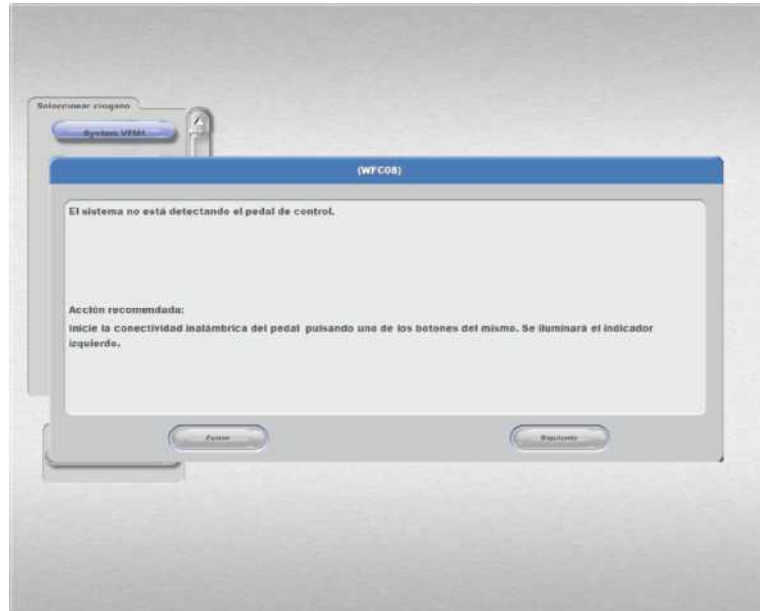 Seleccionar cirujano
System VFM1
(WFC08)
El sistema no está detectando el pedal de control.
Acción recomendada:
Inicie la conectividad inalámbrica del pedal pulsando uno de los botones del mismo. Se iluminará el indicador
izquierdo.
Siguiente